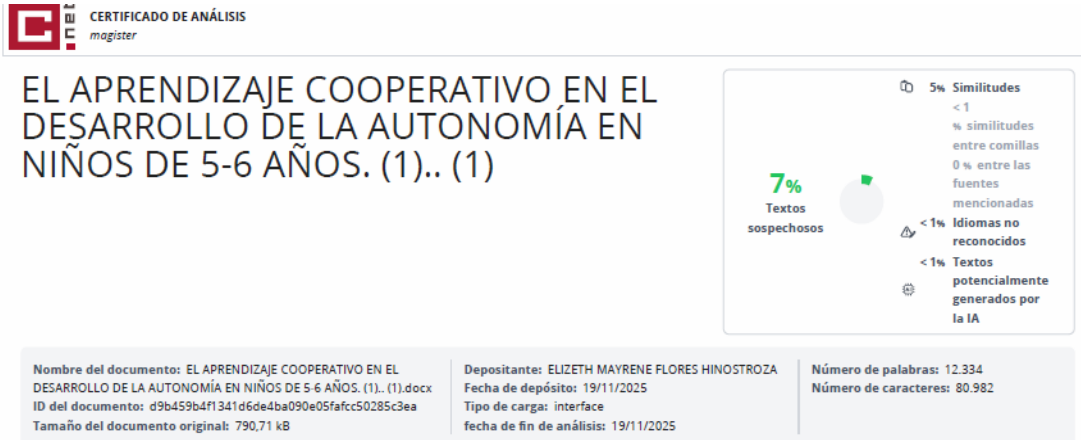 C
net
CERTIFICADO DE ANÁLISIS
magister
EL APRENDIZAJE COOPERATIVO EN EL
DESARROLLO DE LA AUTONOMÍA EN
NIÑOS DE 5-6 AÑOS. (1).. (1)
7%
Textos
sospechosos
5% Similitudes
< 1
% similitudes
entre comillas
0 % entre las
fuentes
mencionadas
< 1% Idiomas no
reconocidos
< 1% Textos
potencialmente
generados por
la IA
Nombre del documento: EL APRENDIZAJE COOPERATIVO EN EL
DESARROLLO DE LA AUTONOMÍA EN NIÑOS DE 5-6 AÑOS. (1).. (1).docx
ID del documento: d9b459b4f1341d6de4ba090e05fafcc50285c3ea
Tamaño del documento original: 790,71 kB
Depositante: ELIZETH MAYRENE FLORES HINOSTROZA
Fecha de depósito: 19/11/2025
Tipo de carga: interface
fecha de fin de análisis: 19/11/2025
Número de palabras: 12.334
Número de caracteres: 80.982